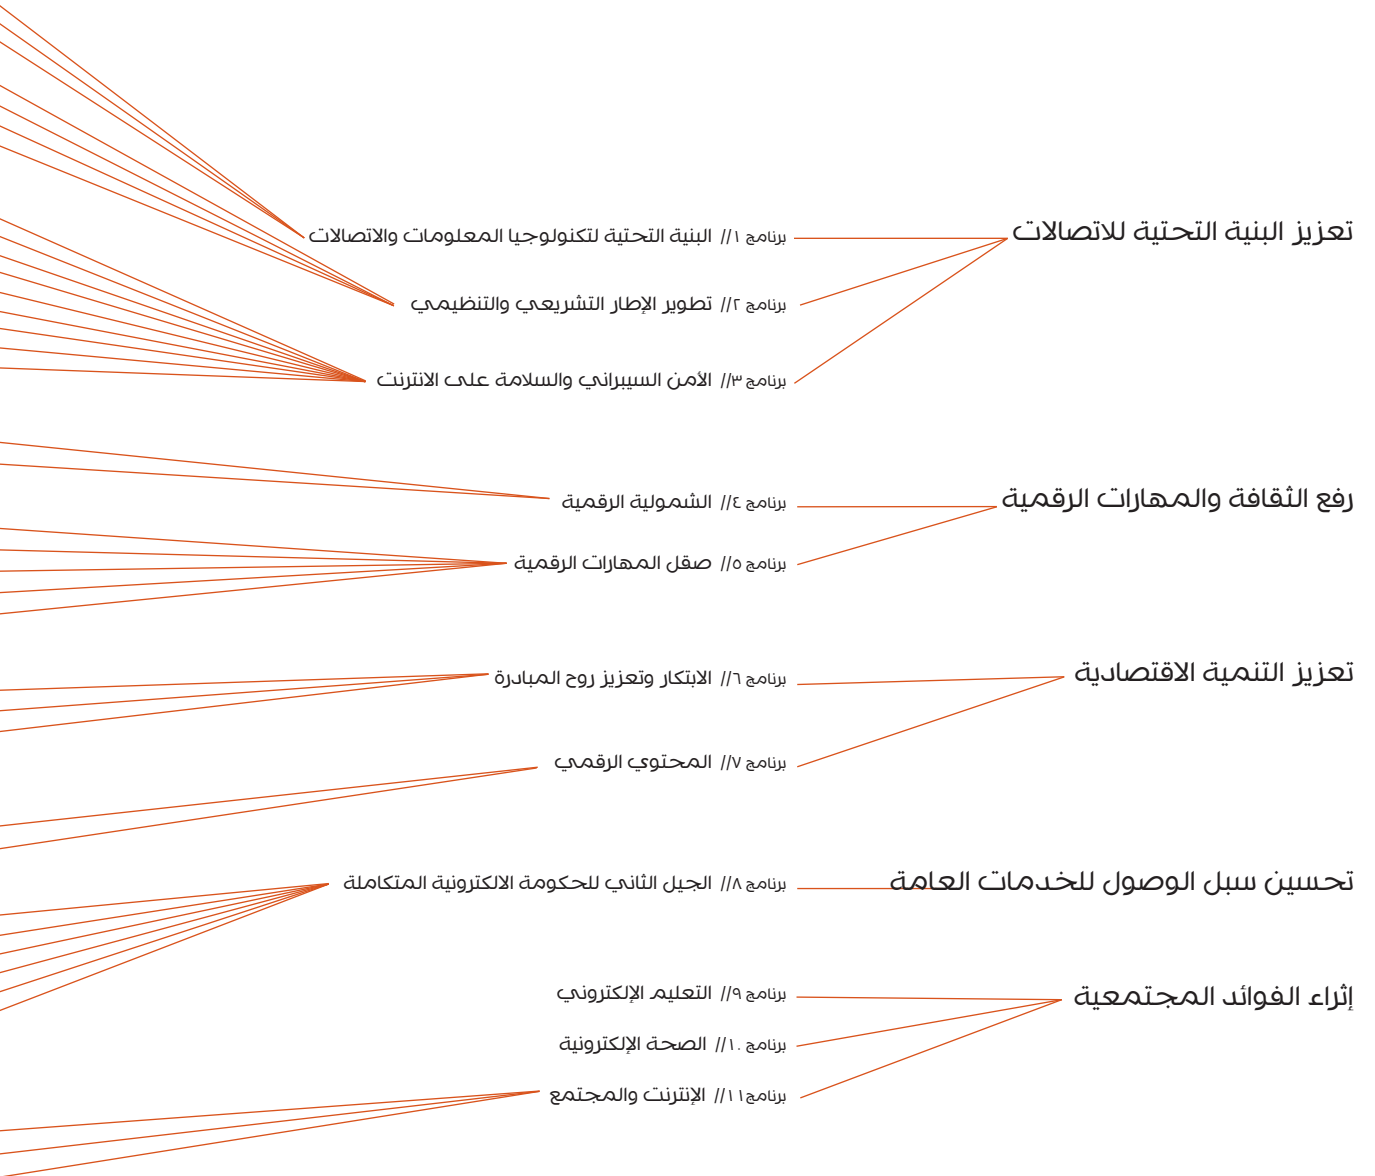 تعزيز البنية التحتية للاتصالات
برنامج ١// البنية التحتية لتكنولوجيا المعلومات والاتصالات
برنامج ٢// تطوير الإطار التشريعي والتنظيمي
برنامج ٣// الأمن السيبراني والسلامة على الانترنت
رفع الثقافة والمهارات الرقمية
برنامج ٤// الشمولية الرقمية
برنامج ٥// صقل المهارات الرقمية
تعزيز التنمية الاقتصادية
برنامج ٦// الابتكار وتعزيز روح المبادرة
برنامج ٧// المحتوي الرقمي
تحسين سبل الوصول للخدمات العامة
برنامج ٨// الجيل الثاني للحكومة الالكترونية المتكاملة
إثراء الفوائد المجتمعية
برنامج ٩// التعليم الإلكتروني
برنامج ١٠// الصحة الإلكترونية
برنامج١١// الإنترنت والمجتمع